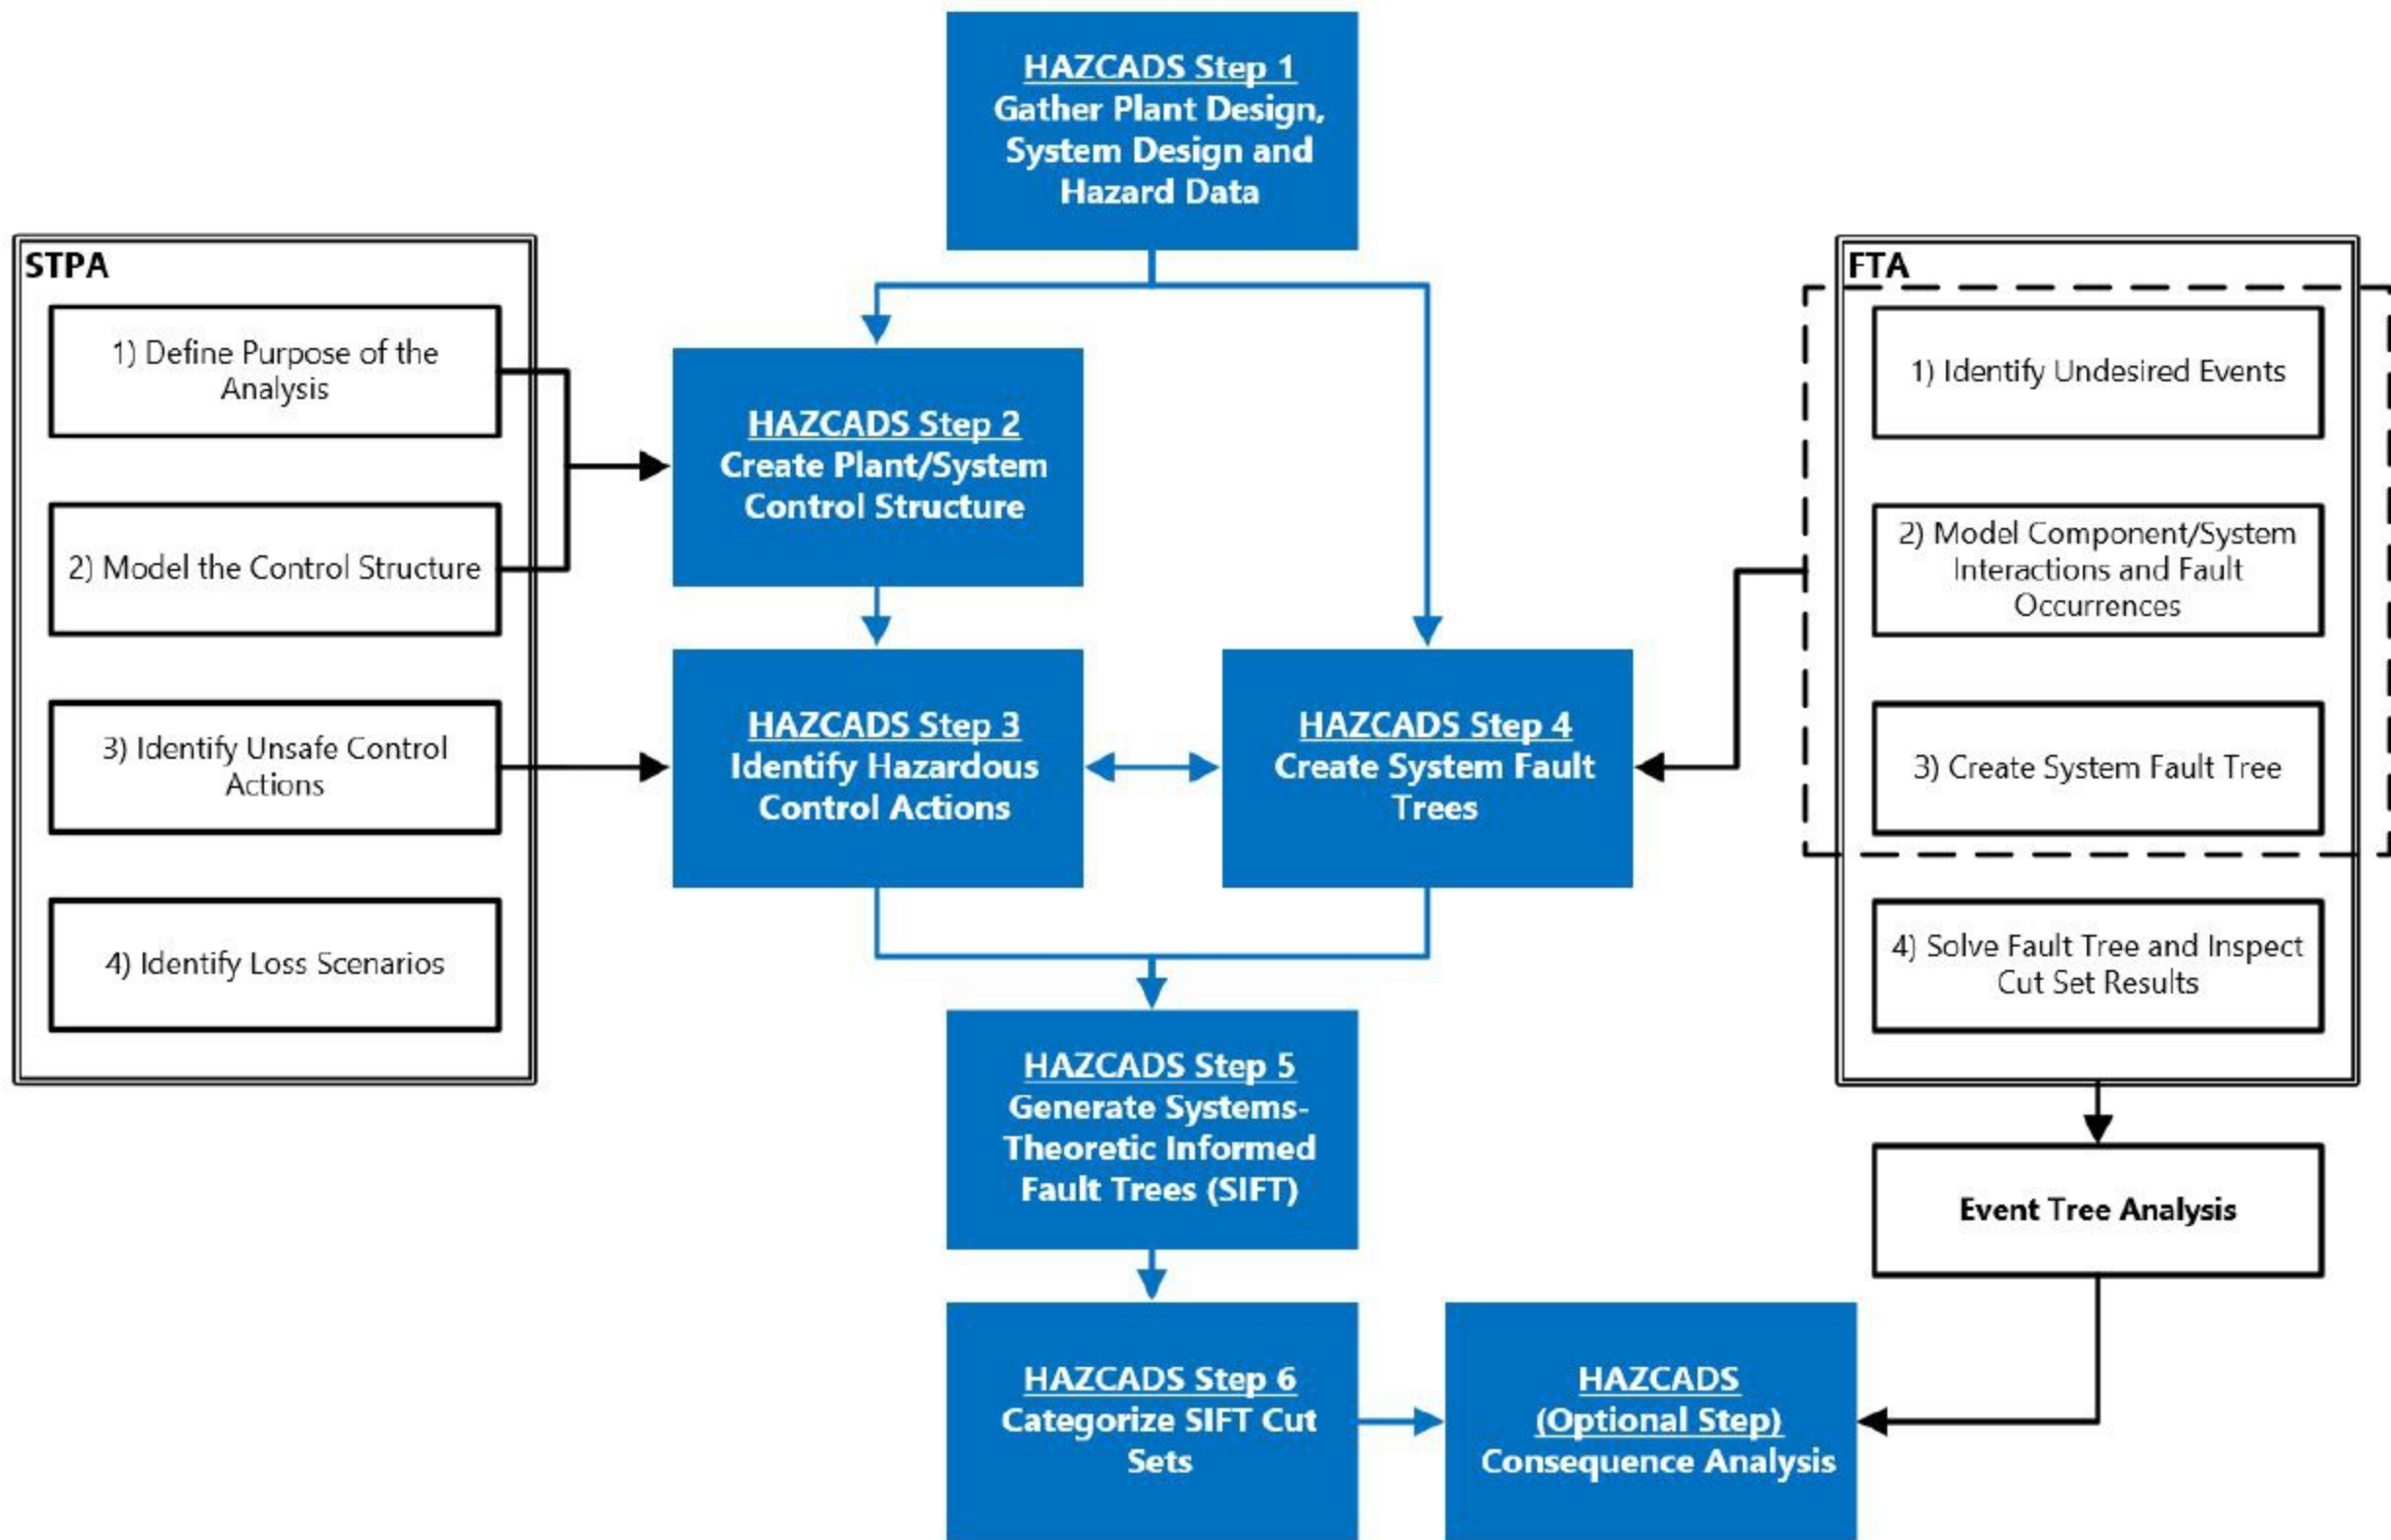 HAZCADS Step 1
Gather Plant Design,
System Design and
Hazard Data
STPA
1) Define Purpose of the
Analysis
2) Model the Control Structure
3) Identify Unsafe Control
Actions
4) Identify Loss Scenarios
HAZCADS Step 2
Create Plant/System
Control Structure
HAZCADS Step 3
Identify Hazardous
Control Actions
HAZCADS Step 4
Create System Fault
Trees
FTA
1) Identify Undesired Events
2) Model Component/System
Interactions and Fault
Occurrences
3) Create System Fault Tree
4) Solve Fault Tree and Inspect
Cut Set Results
HAZCADS Step 5
Generate Systems-
Theoretic Informed
Fault Trees (SIFT)
Event Tree Analysis
HAZCADS Step 6
Categorize SIFT Cut
Sets
HAZCADS
(Optional Step)
Consequence Analysis